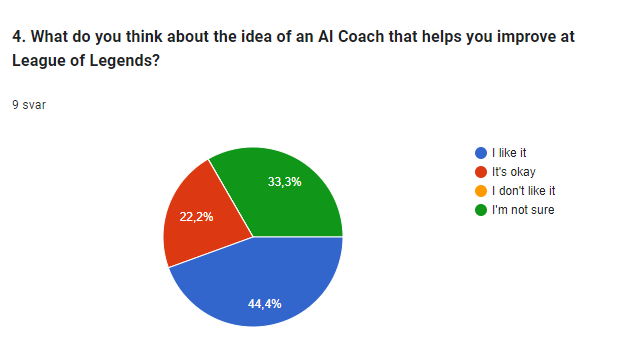 4. What do you think about the idea of an AI Coach that helps you improve at
League of Legends?
9 svar
I like it
It's okay
I don't like it
I'm not sure
33,3%
22,2%
44,4%